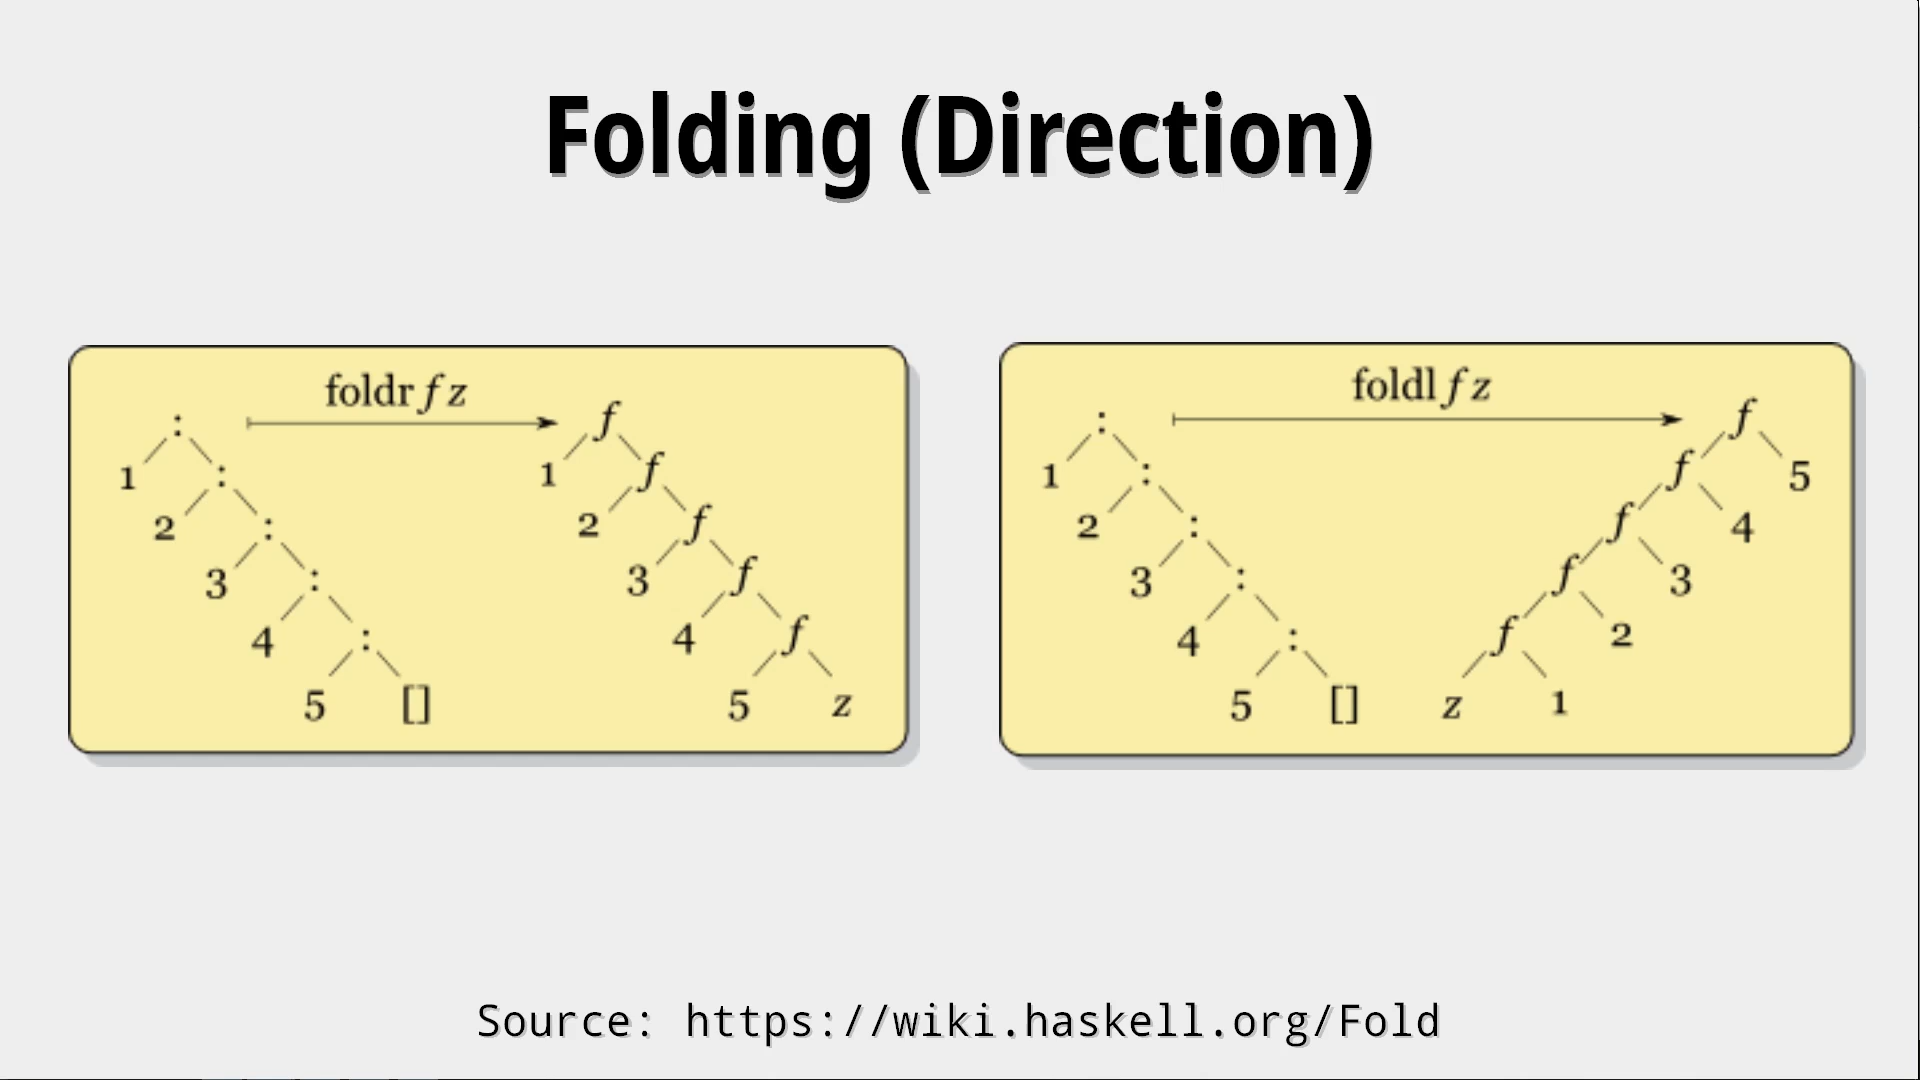 Folding (Direction)
foldr f z
: f
1 : 1 f
2 : 2 f
3 : 3 f
4 : 4 f
5 [] 5 z
foldl f z
: f
1 : f 5
2 : f 4
3 : f 3
4 : f 2
5 [] z 1
Source: https://wiki.haskell.org/Fold